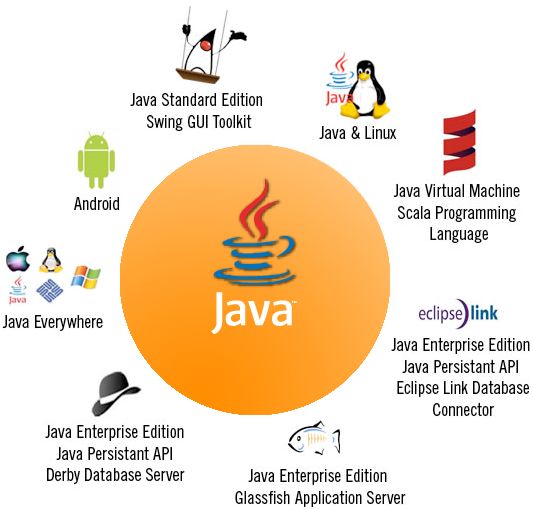 Java Standard Edition
Swing GUI Toolkit
Java
Java & Linux
Java Virtual Machine
Scala Programming
Language
Android
Java™
Java
Java Everywhere
eclipse link
Java Enterprise Edition
Java Persistant API
Eclipse Link Database
Connector
Java Enterprise Edition
Java Persistant API
Derby Database Server
Java Enterprise Edition
Glassfish Application Server